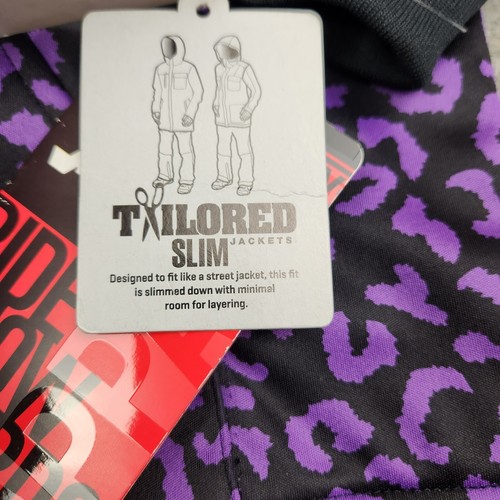 TAILORED
JACKETS
SLIM
Designed to fit like a street jacket, this fit
is slimmed down with minimal
room for layering.